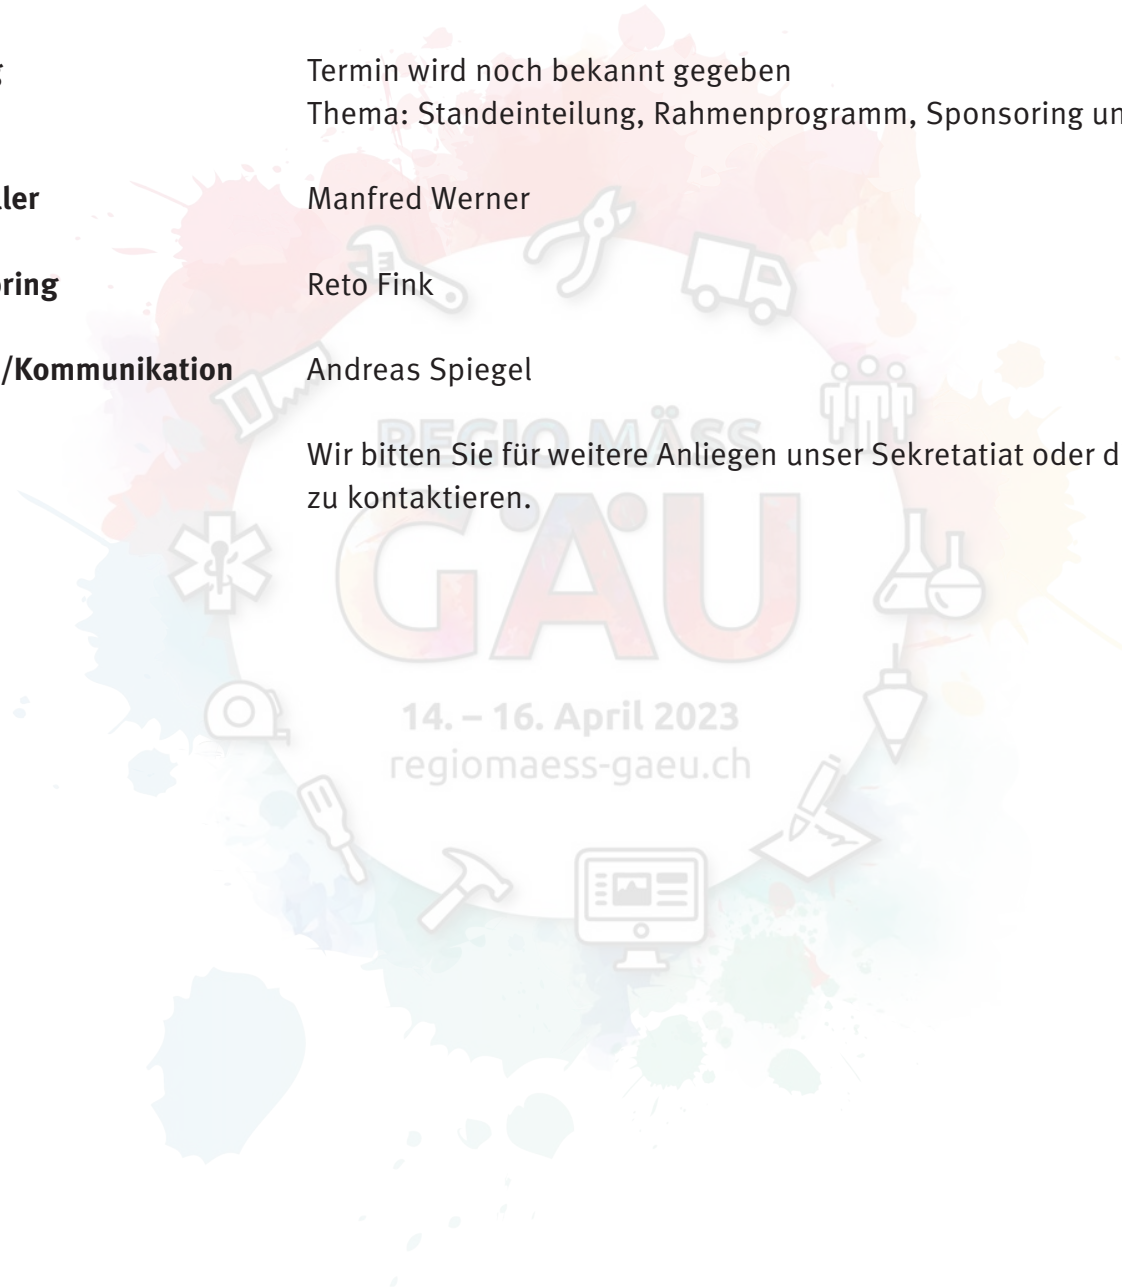 g Termin wird noch bekannt gegeben
Thema: Standeinteilung, Rahmenprogramm, Sponsoring un
ller Manfred Werner
oring Reto Fink
/Kommunikation Andreas Spiegel
Wir bitten Sie für weitere Anliegen unser Sekretatiat oder d
zu kontaktieren.
REGIO MÄSS
GÄU
14. – 16. April 2023
regiomaess-gaeu.ch